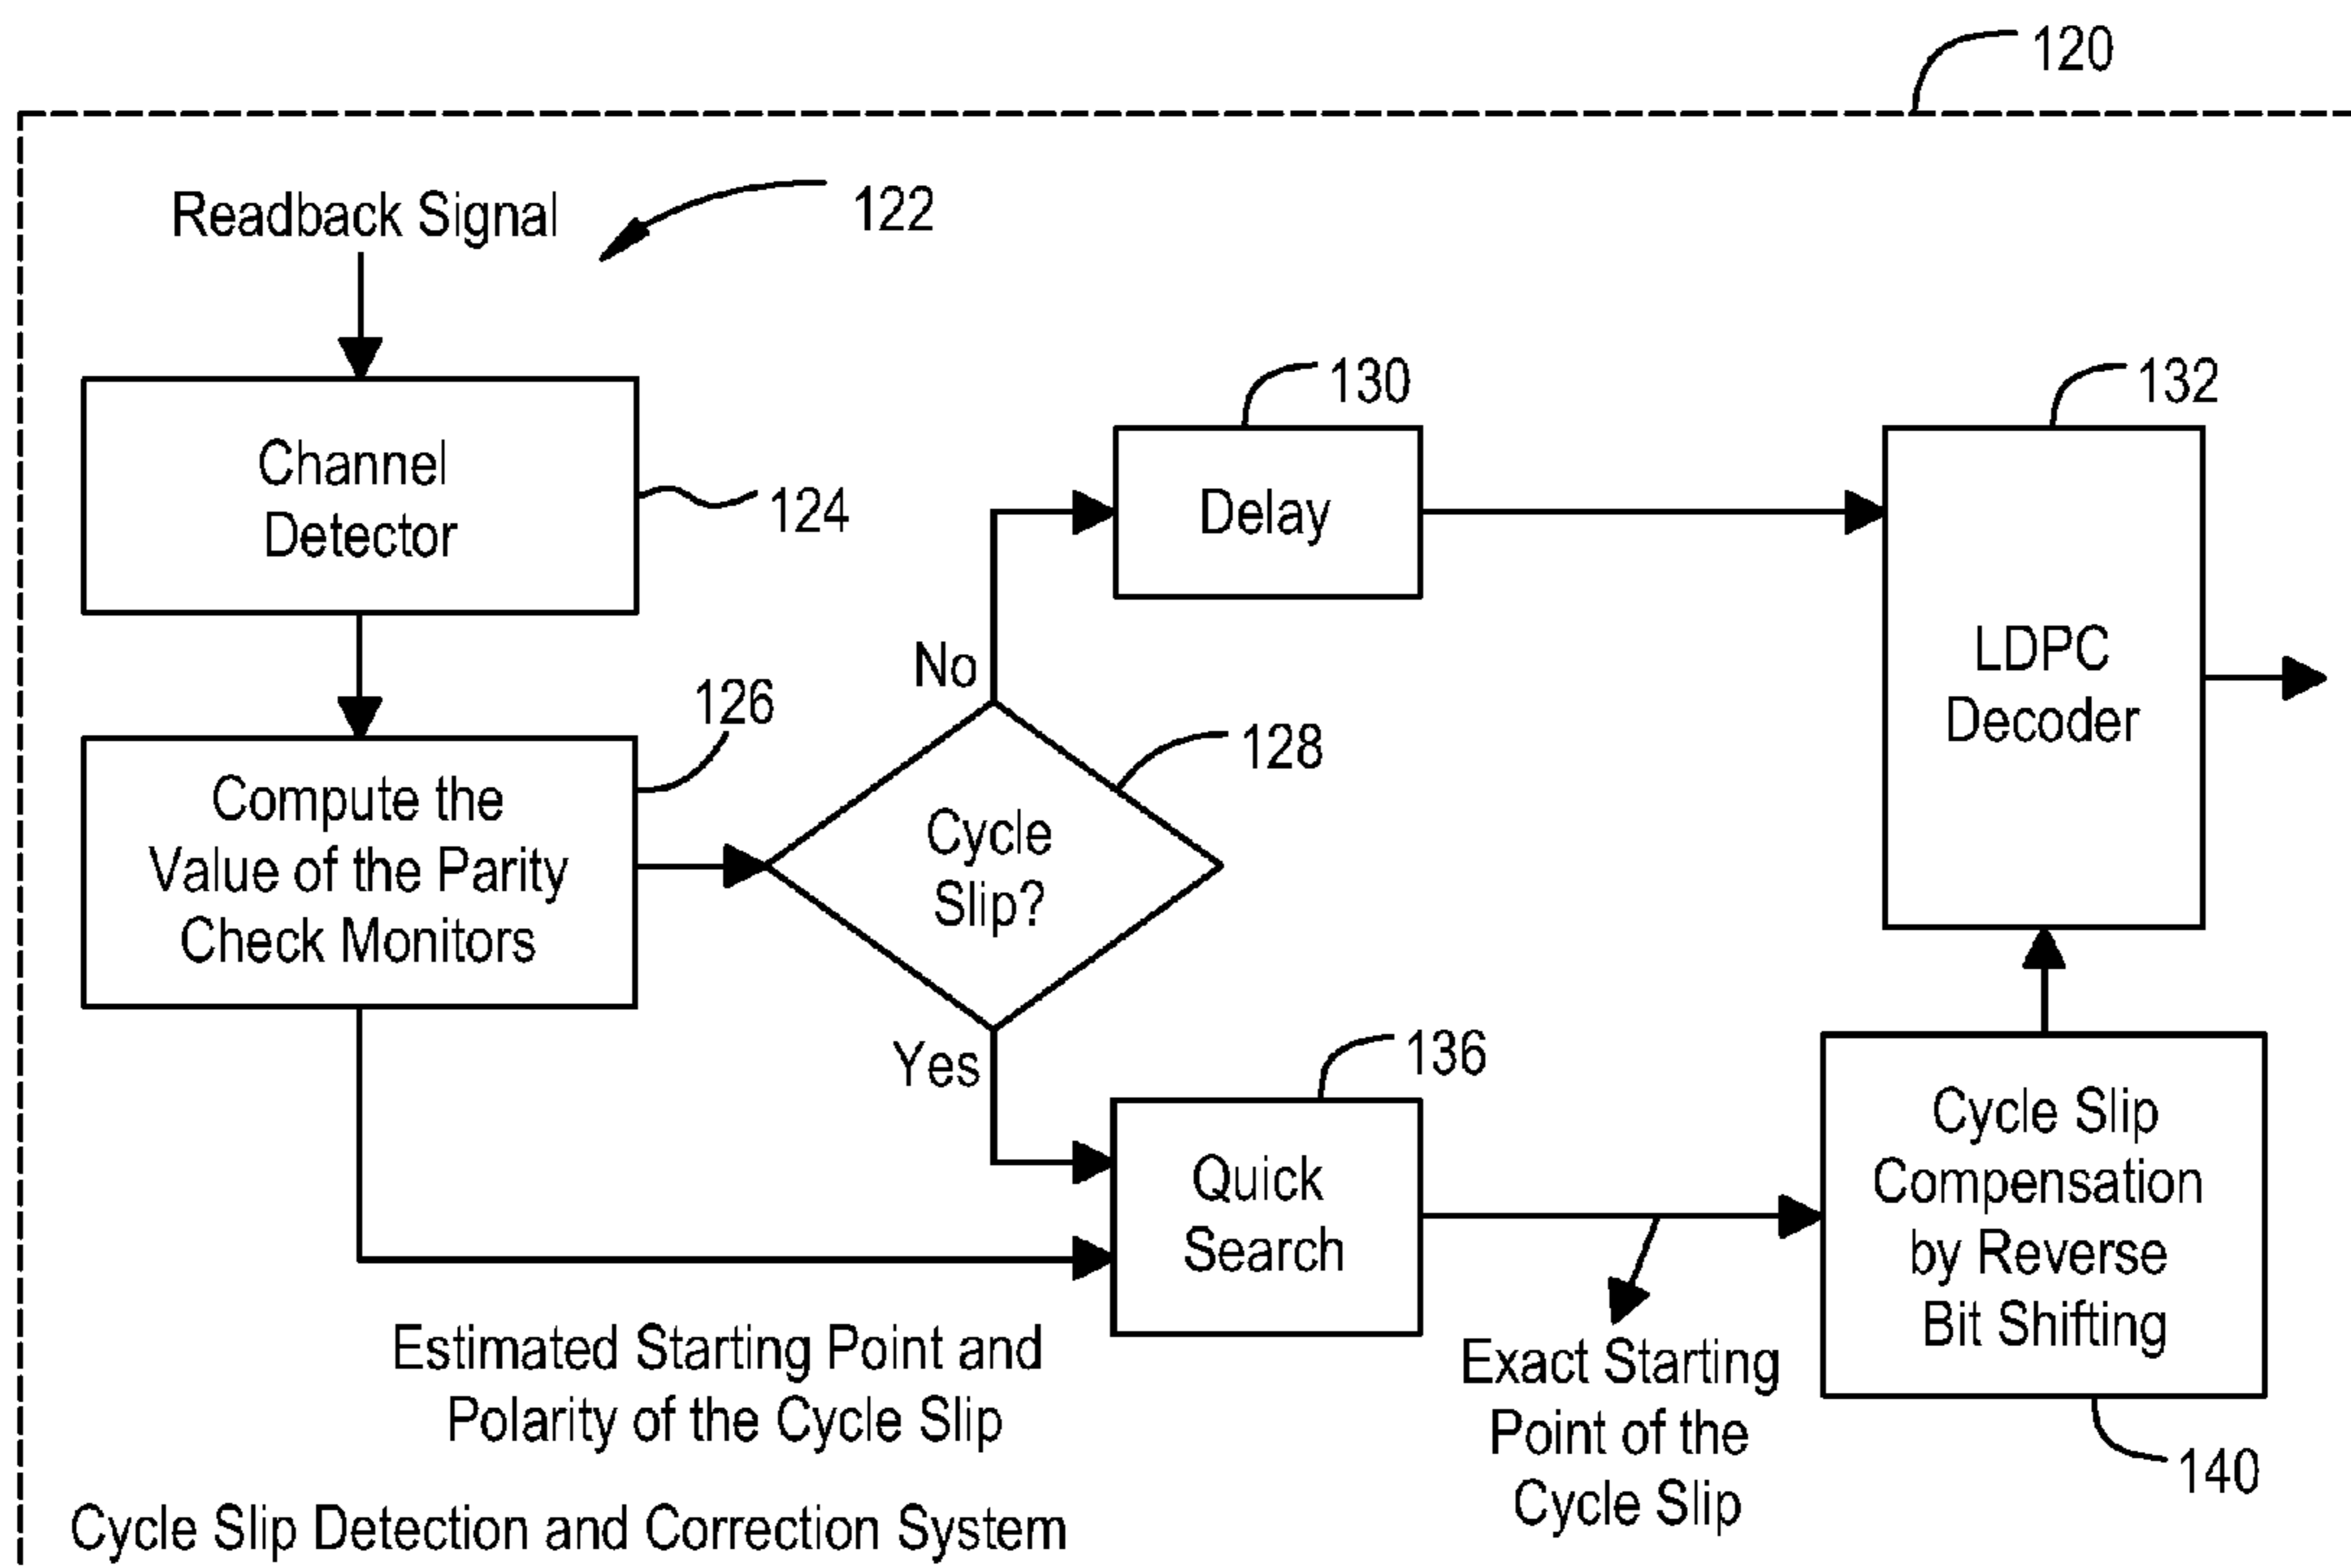 120
Readback Signal
122
Channel
Detector
124
130
Delay
132
LDPC
Decoder
No
126
Compute the
Value of the Parity
Check Monitors
128
Cycle
Slip?
Yes
136
Quick
Search
Cycle Slip
Compensation
by Reverse
Bit Shifting
140
Estimated Starting Point and
Polarity of the Cycle Slip
Exact Starting
Point of the
Cycle Slip
Cycle Slip Detection and Correction System